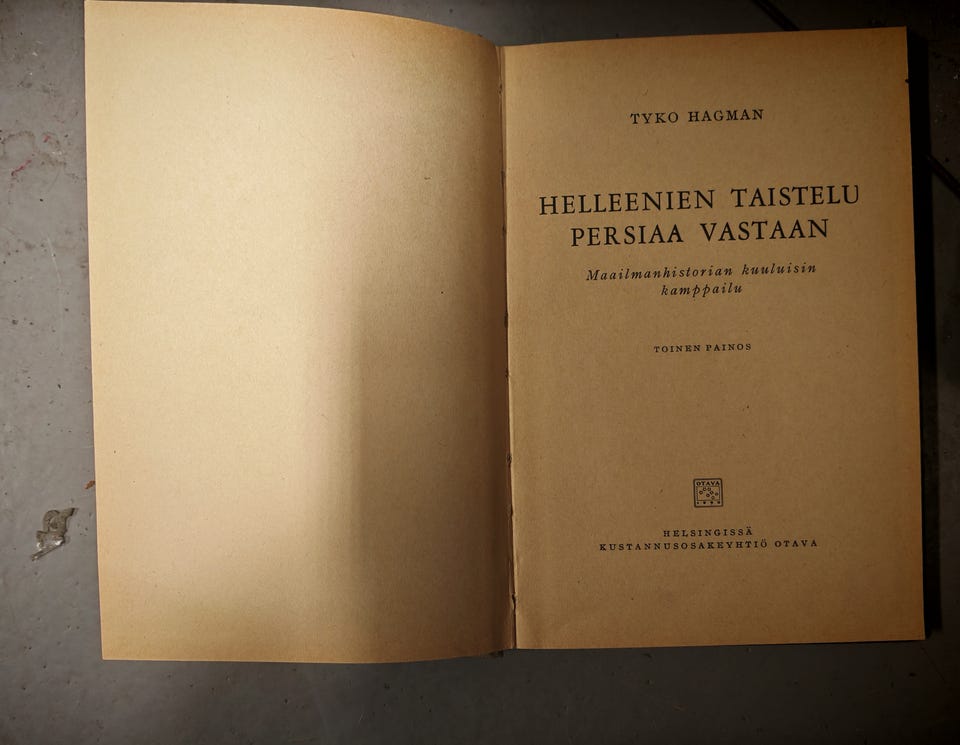 TYKO HAGMAN
HELLEENIEN TAISTELU
PERSIAA VASTAAN
Maailmanhistorian kuuluisin
kamppailu
TOINEN PAINOS
OTAVA
HELSINGISSÄ
KUSTANNUSOSAKEYHTIÖ OTAVA